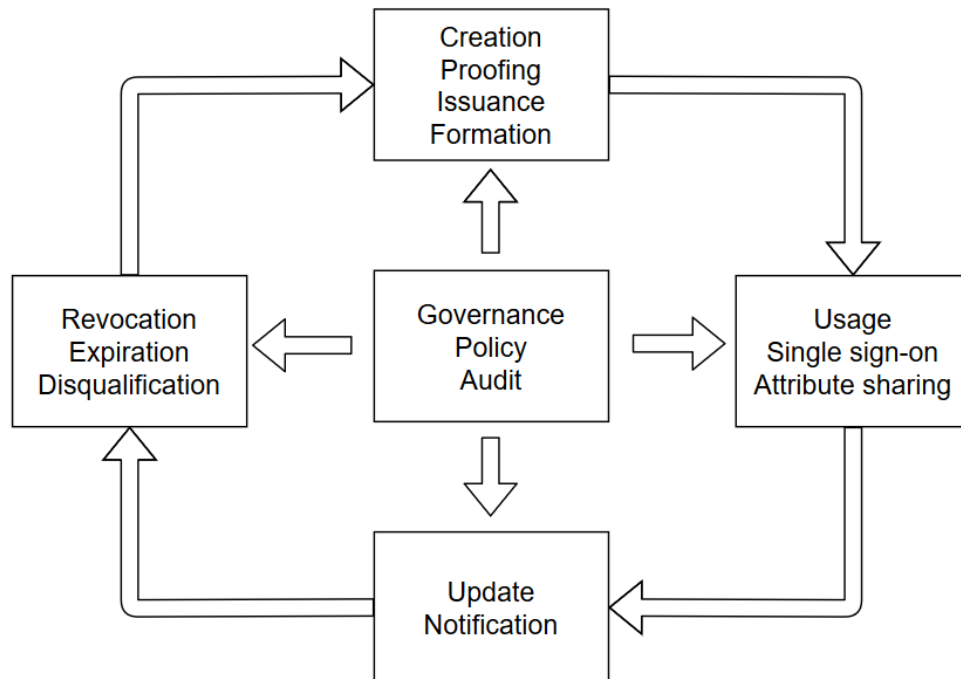 Creation
Proofing
Issuance
Formation
Revocation
Expiration
Disqualification
Governance
Policy
Audit
Usage
Single sign-on
Attribute sharing
Update
Notification